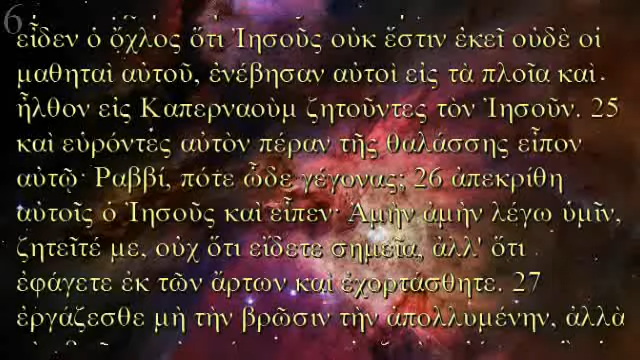 6
εἶδεν ὁ ὄχλος ὅτι Ἰησοῦς οὐκ ἔστιν ἐκεῖ οὐδὲ οἱ
μαθηταὶ αὐτοῦ, ἐνέβησαν αὐτοὶ εἰς τὰ πλοῖα καὶ
ἦλθον εἰς Καπερναοὺμ ζητοῦντες τὸν Ἰησοῦν. 25
καὶ εὑρόντες αὐτὸν πέραν τῆς θαλάσσης εἶπον
αὐτῷ· Ραββί, πότε ὧδε γέγονας; 26 ἀπεκρίθη
αὐτοῖς ὁ Ἰησοῦς καὶ εἶπεν· Ἀμὴν ἀμὴν λέγω ὑμῖν,
ζητεῖτέ με, οὐχ ὅτι εἴδετε σημεῖα, ἀλλ' ὅτι
ἐφάγετε ἐκ τῶν ἄρτων καὶ ἐχορτάσθητε. 27
ἐργάζεσθε μὴ τὴν βρῶσιν τὴν ἀπολλυμένην, ἀλλὰ